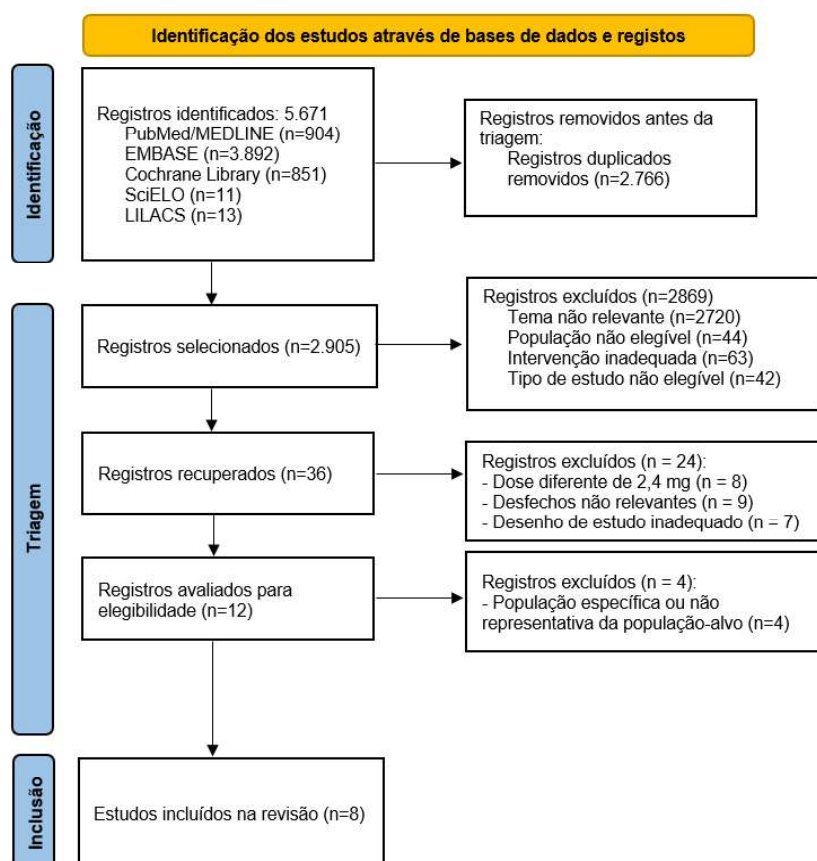 Identificação dos estudos através de bases de dados e registos
Identificação
Registros identificados: 5.671
PubMed/MEDLINE (n=904)
EMBASE (n=3.892)
Cochrane Library (n=851)
SciELO (n=11)
LILACS (n=13)
Registros removidos antes da
triagem:
Registros duplicados
removidos (n=2.766)
Triagem
Registros selecionados (n=2.905)
Registros excluídos (n=2869)
Tema não relevante (n=2720)
População não elegível (n=44)
Intervenção inadequada (n=63)
Tipo de estudo não elegível (n=42)
Registros recuperados (n=36)
Registros excluídos (n = 24):
- Dose diferente de 2,4 mg (n = 8)
- Desfechos não relevantes (n = 9)
- Desenho de estudo inadequado (n = 7)
Registros avaliados para
elegibilidade (n=12)
Registros excluídos (n = 4):
- População específica ou não
representativa da população-alvo (n=4)
Inclusão
Estudos incluídos na revisão (n=8)